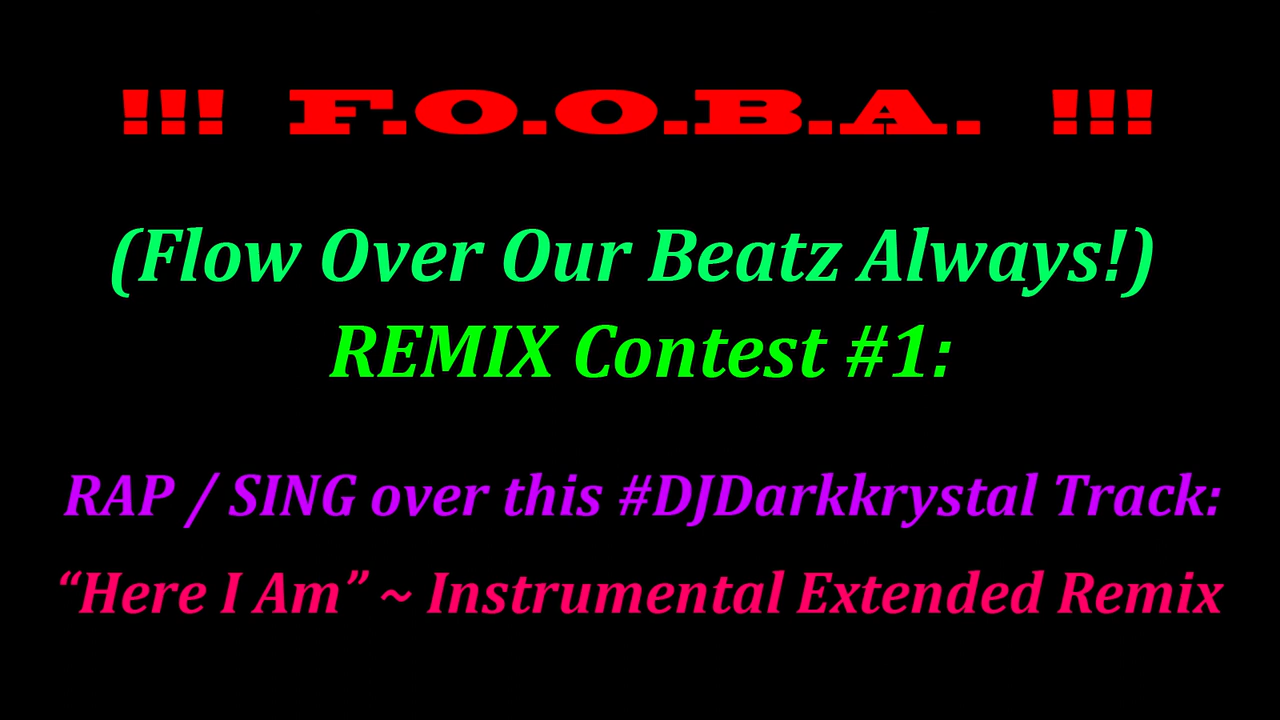 !!! F.O.O.B.A. !!!
(Flow Over Our Beatz Always!)
REMIX Contest #1:
RAP / SING over this #DJDarkkrystal Track:
“Here I Am” ~ Instrumental Extended Remix